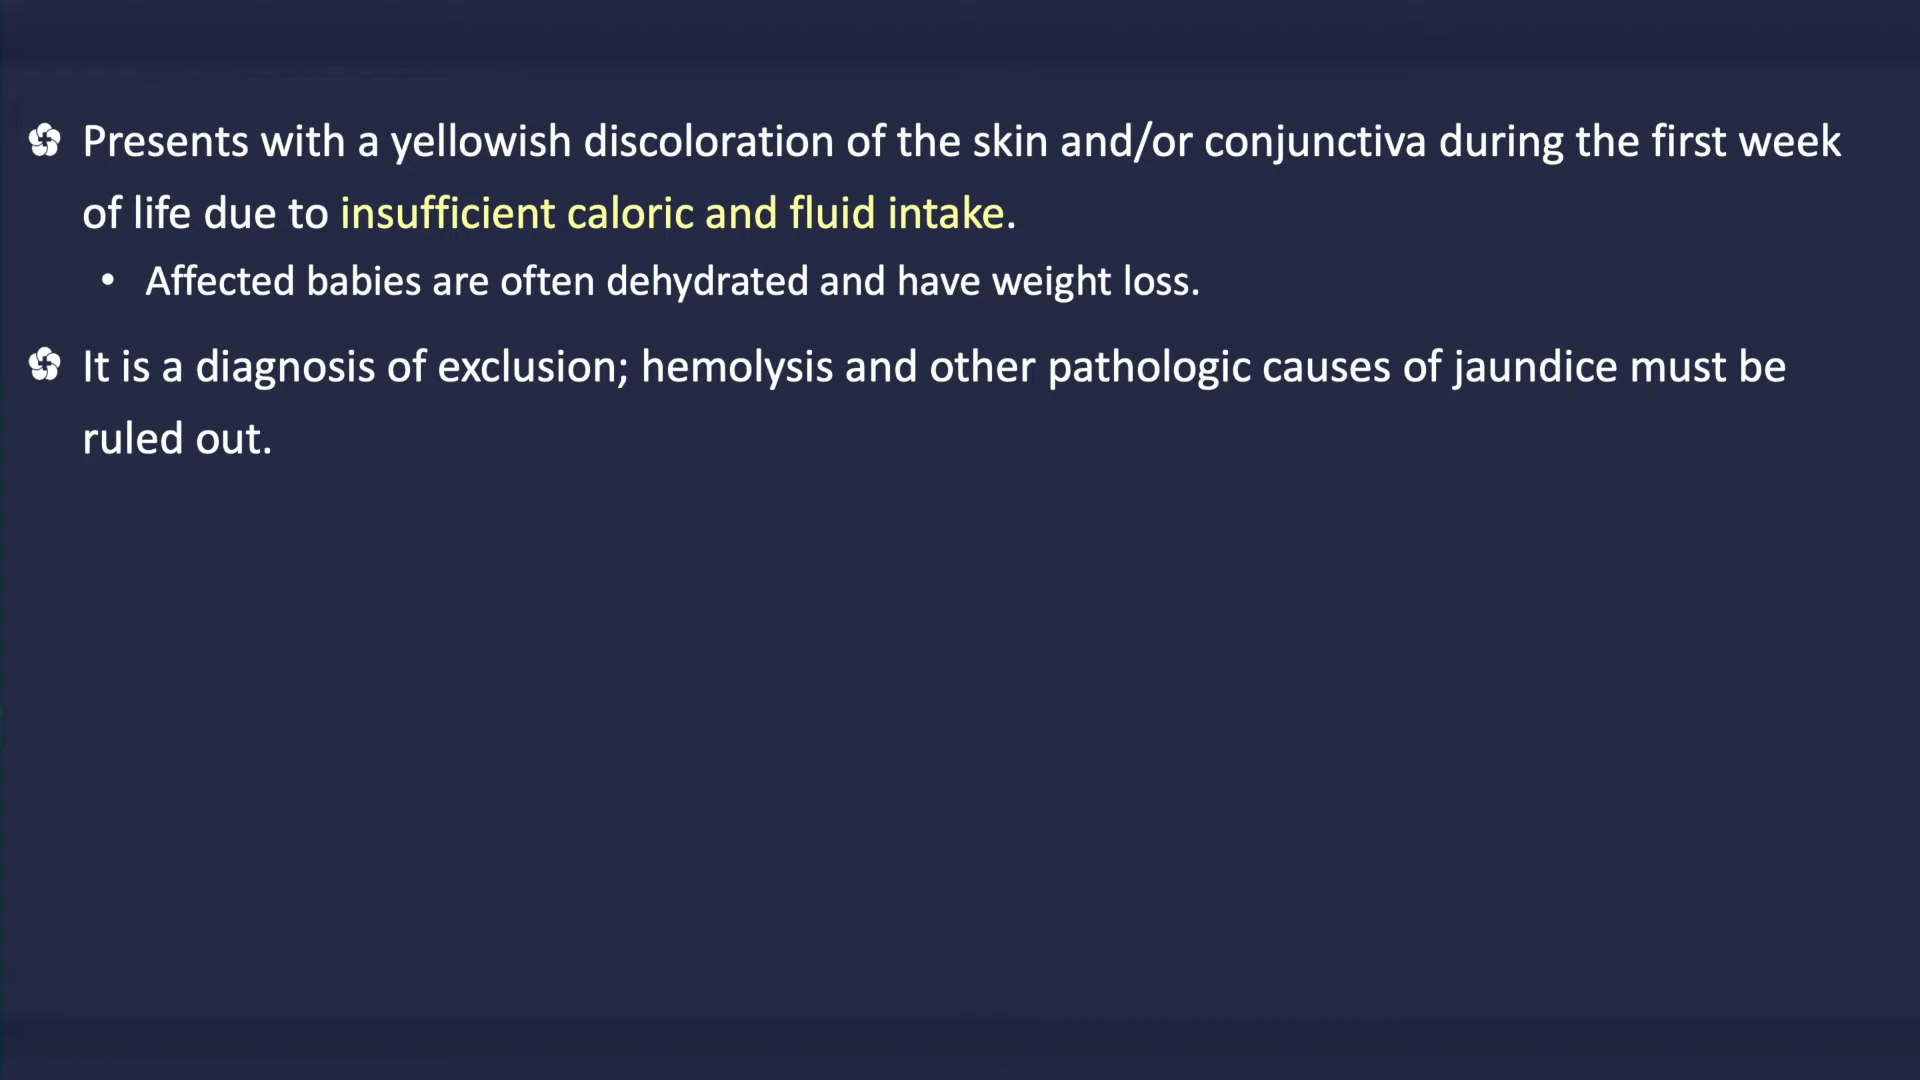 Presents with a yellowish discoloration of the skin and/or conjunctiva during the first week
of life due to insufficient caloric and fluid intake.
• Affected babies are often dehydrated and have weight loss.
It is a diagnosis of exclusion; hemolysis and other pathologic causes of jaundice must be
ruled out.